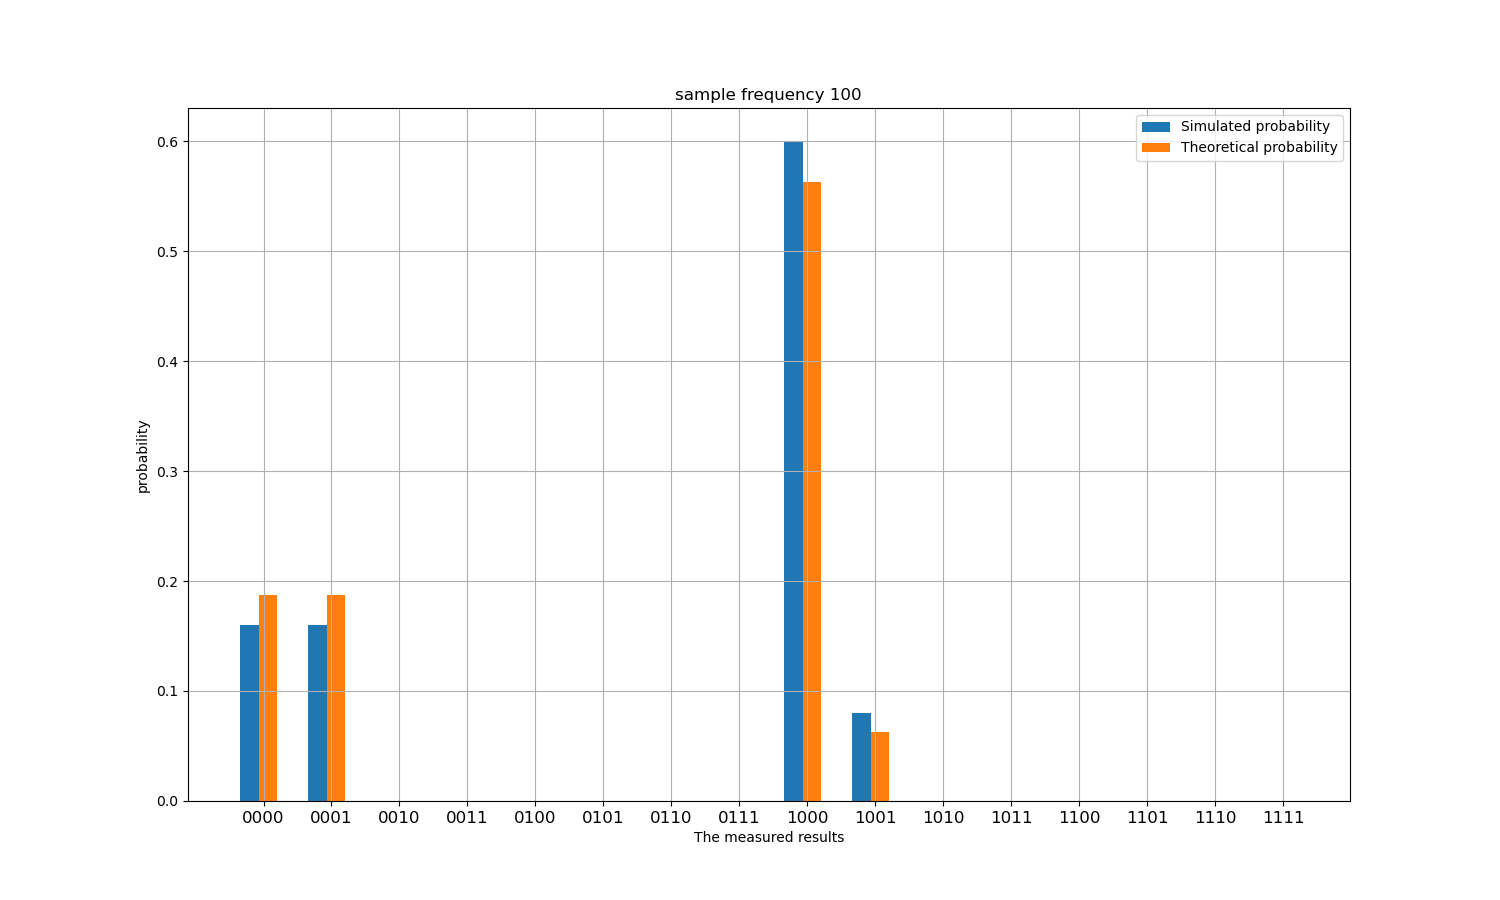 sample frequency 100
Simulated probability
Theoretical probability
0.6
0.5
0.4
0.3
0.2
0.1
0.0
probability
0000 0001 0010 0011 0100 0101 0110 0111 1000 1001 1010 1011 1100 1101 1110 1111
The measured results